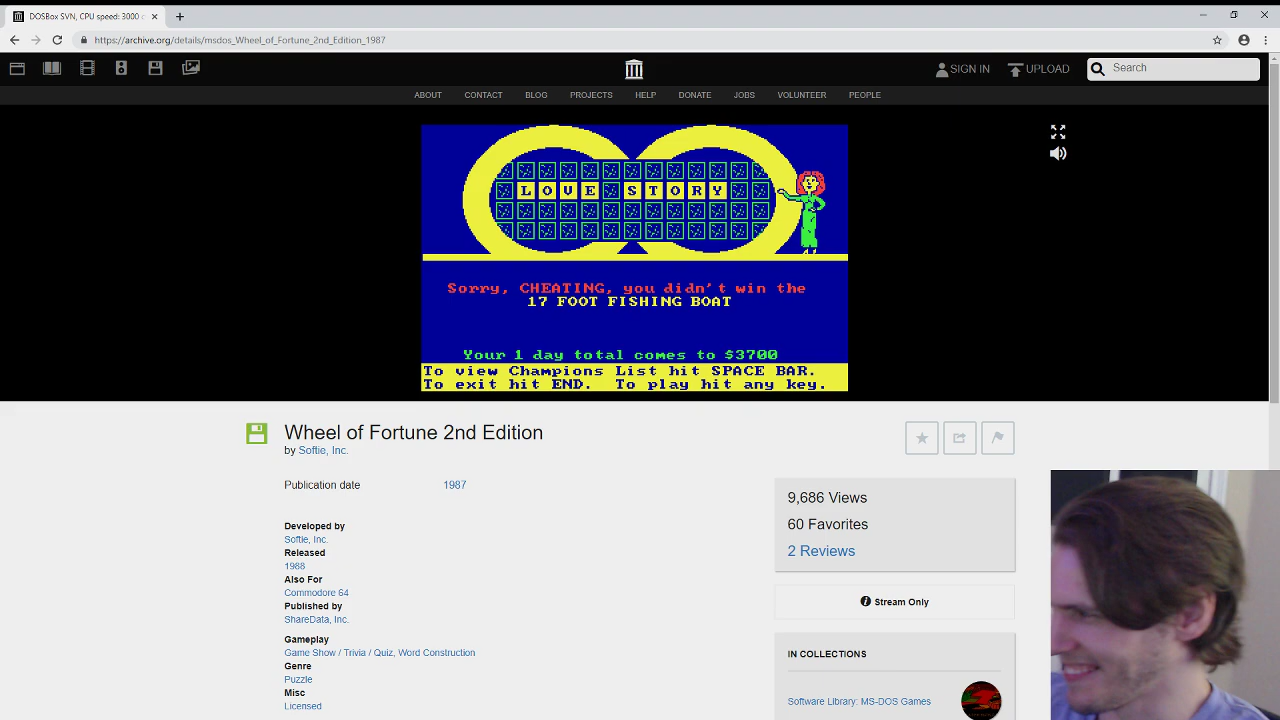 DOSBox SVN, CPU speed: 3000 c
https://archive.org/details/msdos_Wheel_of_Fortune_2nd_Edition_1987
SIGN IN
UPLOAD
Search
ABOUT
CONTACT
BLOG
PROJECTS
HELP
DONATE
JOBS
VOLUNTEER
PEOPLE
LOVE STORY
Sorry, CHEATING, you didn't win the
17 FOOT FISHING BOAT
Your 1 day total comes to $3700
To view Champions List hit SPACE BAR.
To exit hit END. To play hit any key.
Wheel of Fortune 2nd Edition
by Softie, Inc.
Publication date 1987
Developed by
Softie, Inc.
Released
1988
Also For
Commodore 64
Published by
ShareData, Inc.
Gameplay
Game Show / Trivia / Quiz, Word Construction
Genre
Puzzle
Misc
Licensed
9,686 Views
60 Favorites
2 Reviews
Stream Only
IN COLLECTIONS
Software Library: MS-DOS Games